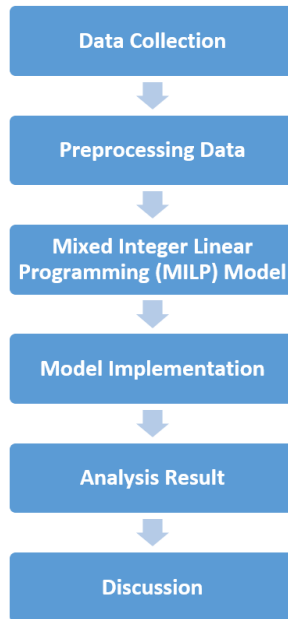 Data Collection
Preprocessing Data
Mixed Integer Linear
Programming (MILP) Model
Model Implementation
Analysis Result
Discussion